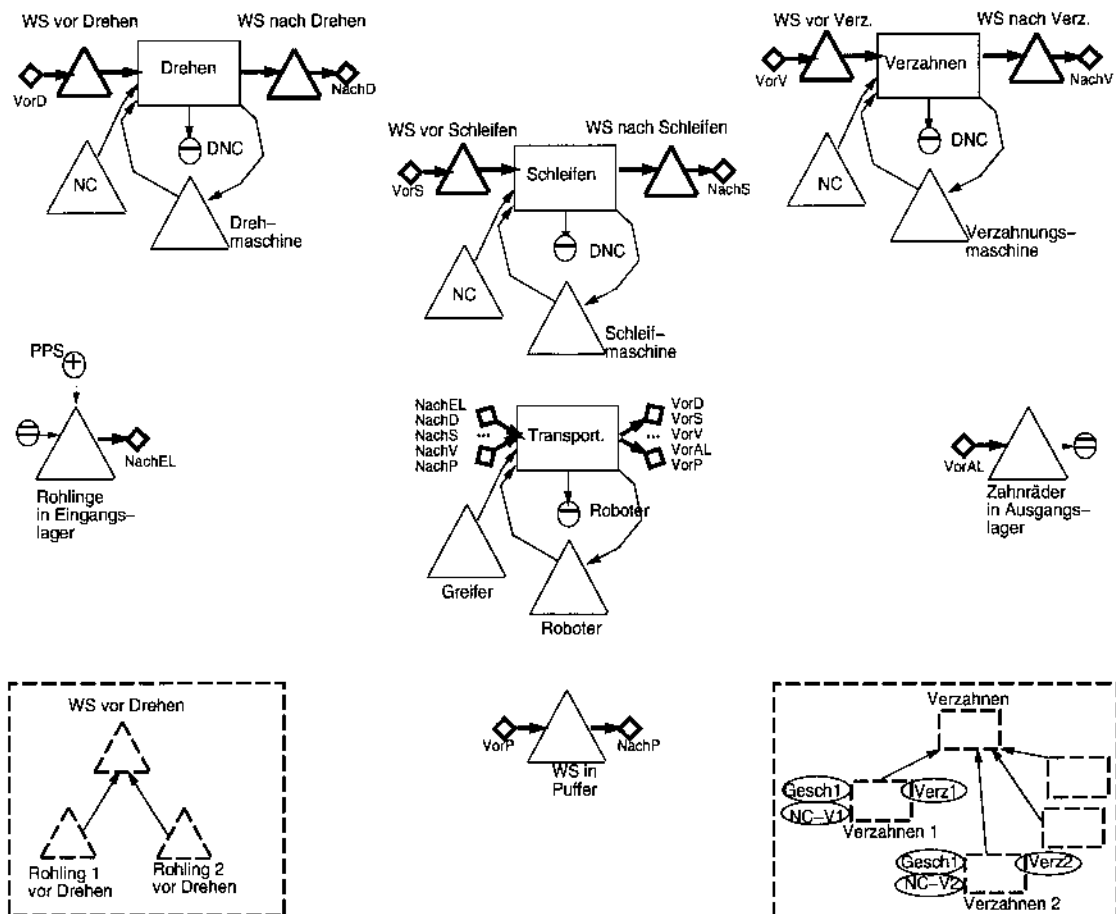 WS vor Drehen
WS nach Drehen
WS vor Verz.
WS nach Verz.
Drehen
VorD
NachD
Verzahnen
VorV
NachV
DNC
NC
Dreh–
maschine
WS vor Schleifen
WS nach Schleifen
Schleifen
VorS
NachS
DNC
NC
Schleif–
maschine
DNC
NC
Verzahnungs–
maschine
PPS
NachEL
Rohlinge
in Eingangs–
lager
NachEL
NachD
NachS
NachV
NachP
...
Transport.
...
VorD
VorS
VorV
VorAL
VorP
Roboter
Greifer
Roboter
VorAL
Zahnräder
in Ausgangs–
lager
WS vor Drehen
Rohling 1
vor Drehen
Rohling 2
vor Drehen
VorP
NachP
WS in
Puffer
Verzahnen
Gesch1
NC–V1
Verz1
Verzahnen 1
Gesch1
NC–V2
Verz2
Verzahnen 2